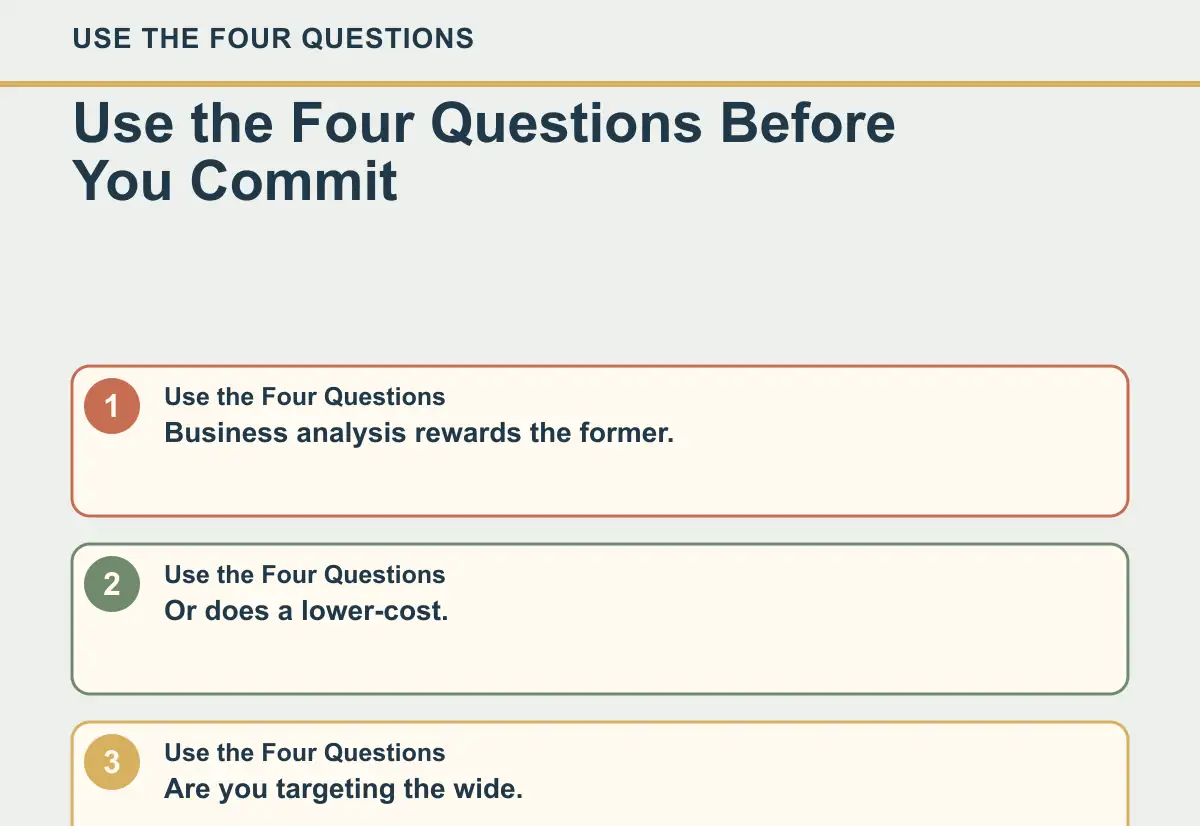 USE THE FOUR QUESTIONS
Use the Four Questions Before
You Commit
1
Use the Four Questions
Business analysis rewards the former.
2
Use the Four Questions
Or does a lower-cost.
3
Use the Four Questions
Are you targeting the wide.